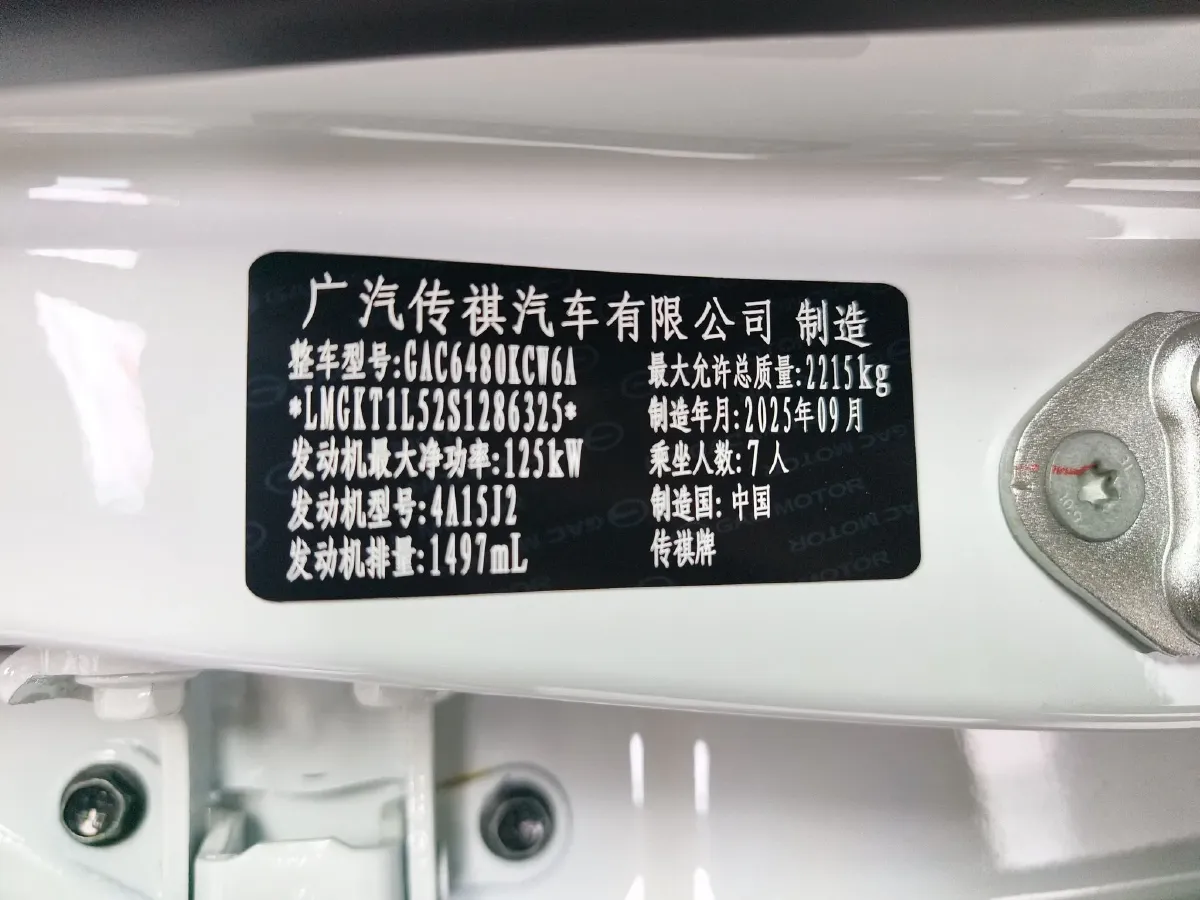 广汽传祺汽车有限公司 制造
整车型号:GAC6480KCW6A
*LMGKT1L52S1286325*
发动机最大净功率:125kW
发动机型号:4A15J2
发动机排量:1497mL
最大允许总质量:2215kg
制造年月:2025年09月
乘坐人数:7人
制造国:中国
传祺牌
GAC MOTOR